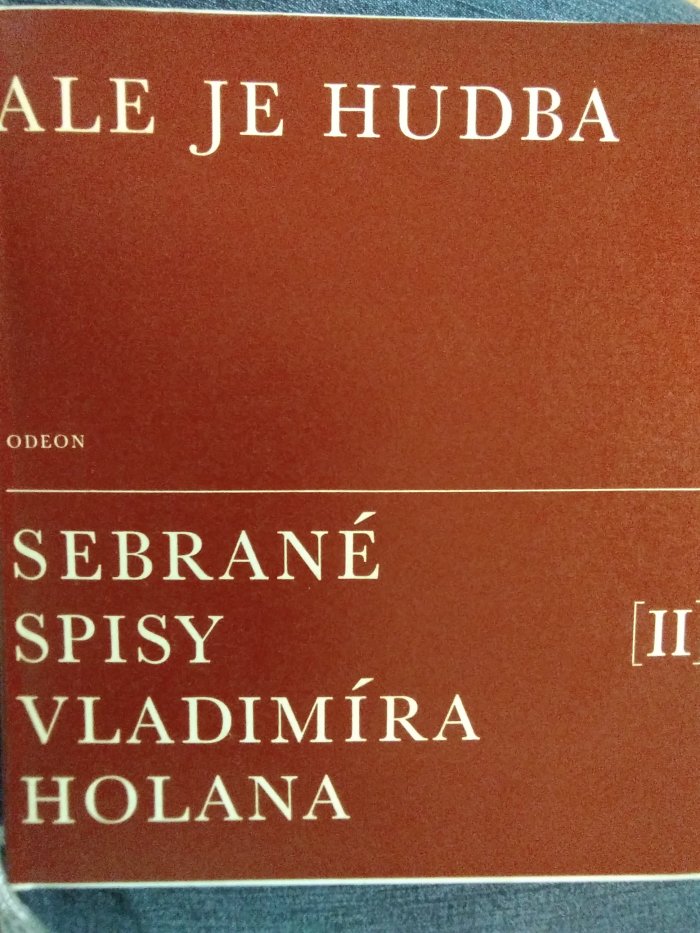 ALE JE HUDBA
ODEON
SEBRANÉ
SPISY [II]
VLADIMÍRA
HOLANA